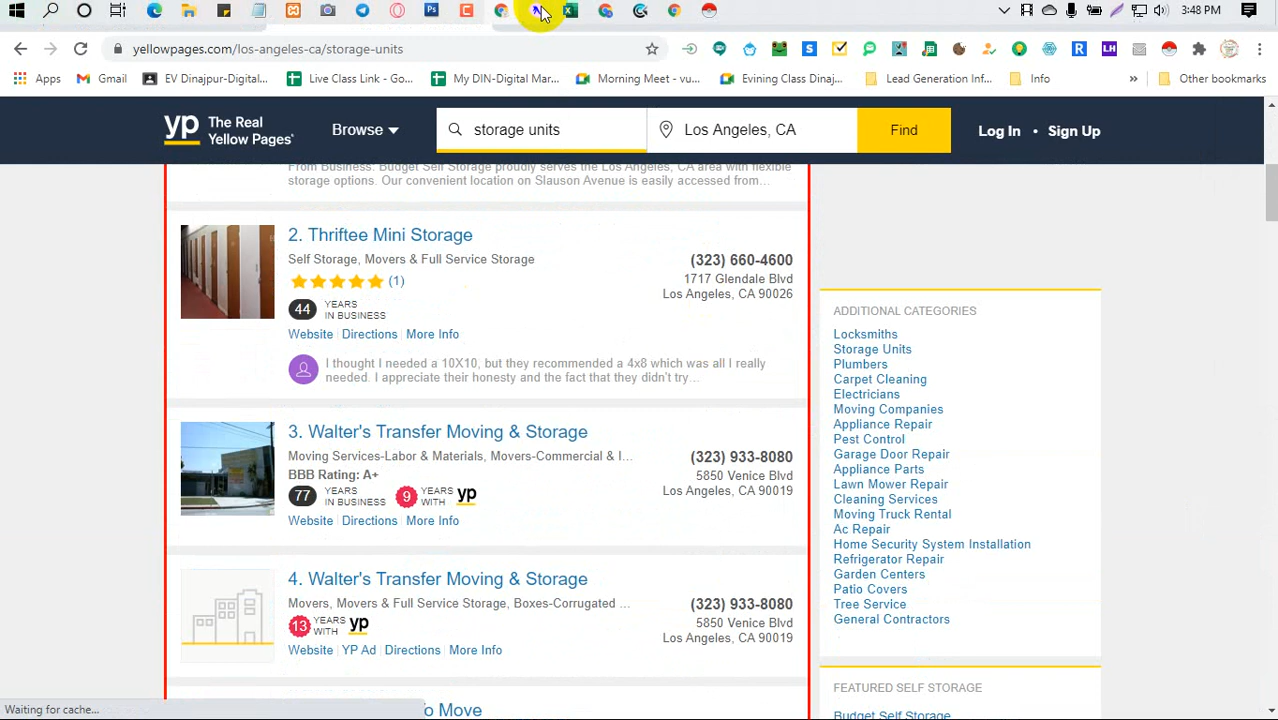 3:48 PM
yellowpages.com/los-angeles-ca/storage-units
Apps
Gmail
EV Dinajpur-Digital...
Live Class Link - Go...
My DIN-Digital Mar...
Morning Meet - vu...
Evining Class Dinaj...
Lead Generation Inf...
Info
»
Other bookmarks
yp The Real Yellow Pages
Browse
storage units
Los Angeles, CA
Find
Log In • Sign Up
From Business: Budget Self Storage proudly serves the Los Angeles, CA area with flexible
storage options. Our convenient location on Slauson Avenue is easily accessed from...
2. Thriftee Mini Storage
Self Storage, Movers & Full Service Storage
(1)
44 YEARS IN BUSINESS
Website Directions More Info
(323) 660-4600
1717 Glendale Blvd
Los Angeles, CA 90026
I thought I needed a 10X10, but they recommended a 4x8 which was all I really
needed. I appreciate their honesty and the fact that they didn't try...
3. Walter's Transfer Moving & Storage
Moving Services-Labor & Materials, Movers-Commercial & I...
BBB Rating: A+
77 YEARS IN BUSINESS 9 YEARS WITH yp
Website Directions More Info
(323) 933-8080
5850 Venice Blvd
Los Angeles, CA 90019
4. Walter's Transfer Moving & Storage
Movers, Movers & Full Service Storage, Boxes-Corrugated ...
13 YEARS WITH yp
Website YP Ad Directions More Info
(323) 933-8080
5850 Venice Blvd
Los Angeles, CA 90019
To Move
ADDITIONAL CATEGORIES
Locksmiths
Storage Units
Plumbers
Carpet Cleaning
Electricians
Moving Companies
Appliance Repair
Pest Control
Garage Door Repair
Appliance Parts
Lawn Mower Repair
Cleaning Services
Moving Truck Rental
Ac Repair
Home Security System Installation
Refrigerator Repair
Garden Centers
Patio Covers
Tree Service
General Contractors
FEATURED SELF STORAGE
Budget Self Storage
Waiting for cache...